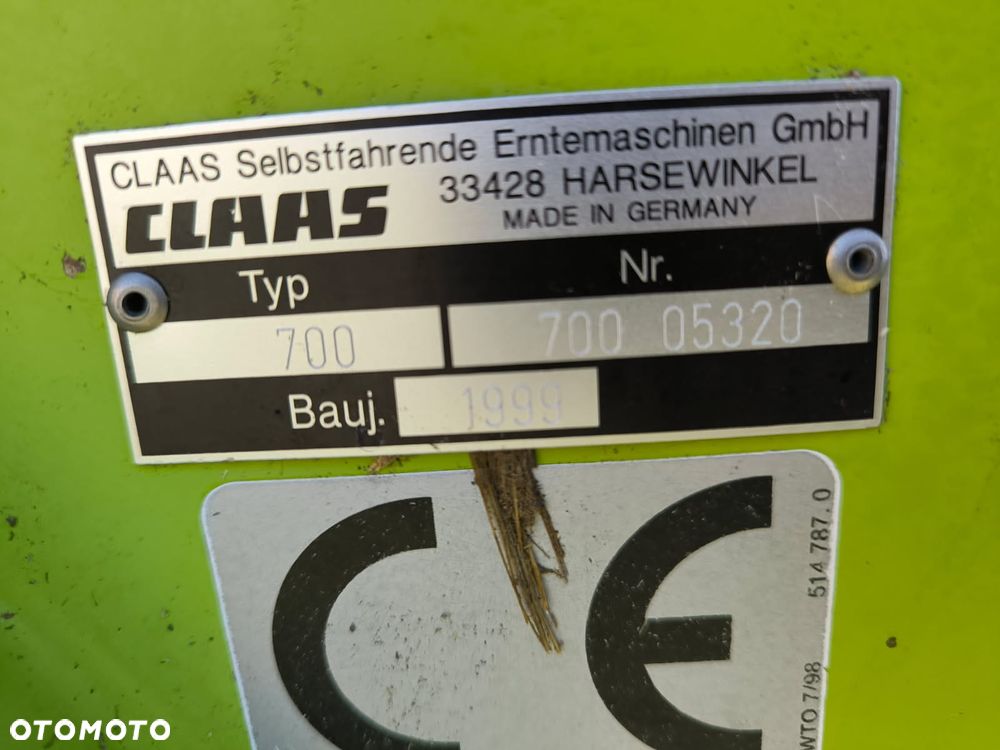 CLAAS Selbstfahrende Erntemaschinen GmbH
CLAAS 33428 HARSEWINKEL
MADE IN GERMANY
Typ Nr.
700 700 05320
Bauj. 1999
CE
514 787.0
WTO 7/98
OTOMOTO